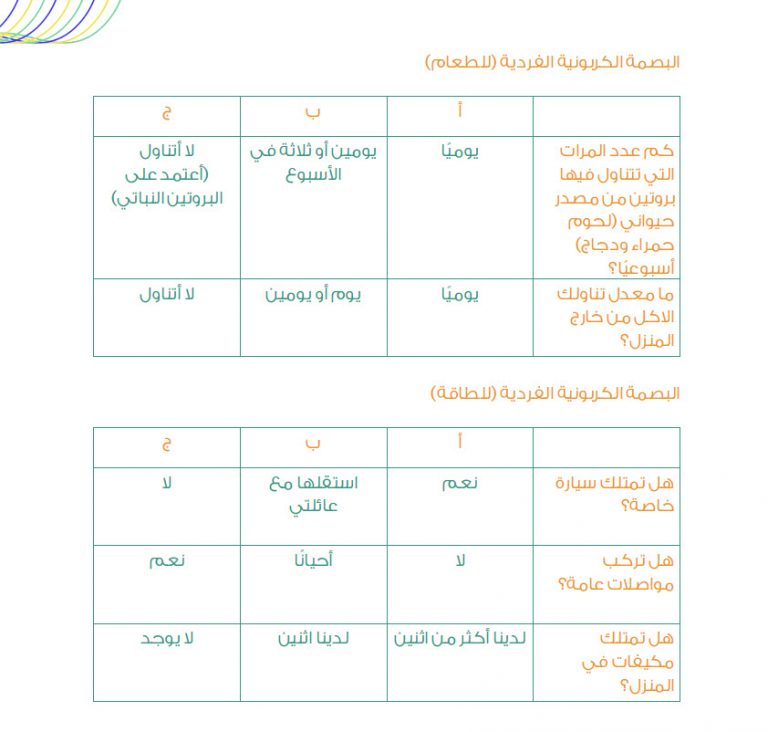 البصمة الكربونية الفردية (للطعام)
أ
ب
ج
كم عدد المرات
التي تتناول فيها
بروتين من مصدر
حيواني (لحوم
حمراء ودجاج)
أسبوعيًا؟
يوميًا
يومين أو ثلاثة في
الأسبوع
لا أتناول
(أعتمد على
البروتين النباتي)
ما معدل تناولك
الاكل من خارج
المنزل؟
يوميًا
يوم أو يومين
لا أتناول
البصمة الكربونية الفردية (للطاقة)
أ
ب
ج
هل تمتلك سيارة
خاصة؟
نعم
استقلها مع
عائلتي
لا
هل تركب
مواصلات عامة؟
لا
أحيانًا
نعم
هل تمتلك
مكيفات في
المنزل؟
لدينا أكثر من اثنين
لدينا اثنين
لا يوجد